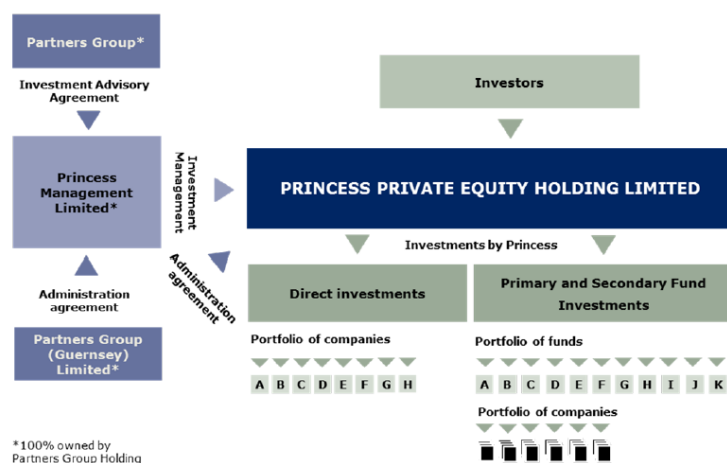 Partners Group*
Investment Advisory
Agreement
Princess
Management
Limited*
Administration
agreement
Partners Group
(Guernsey)
Limited*
*100% owned by
Partners Group Holding
Investment
Management
Administration
agreement
Investors
PRINCESS PRIVATE EQUITY HOLDING LIMITED
Investments by Princess
Direct investments
Primary and Secondary Fund
Investments
Portfolio of companies
A B C D E F G H
Portfolio of funds
A B C D E F G H I J K
Portfolio of companies